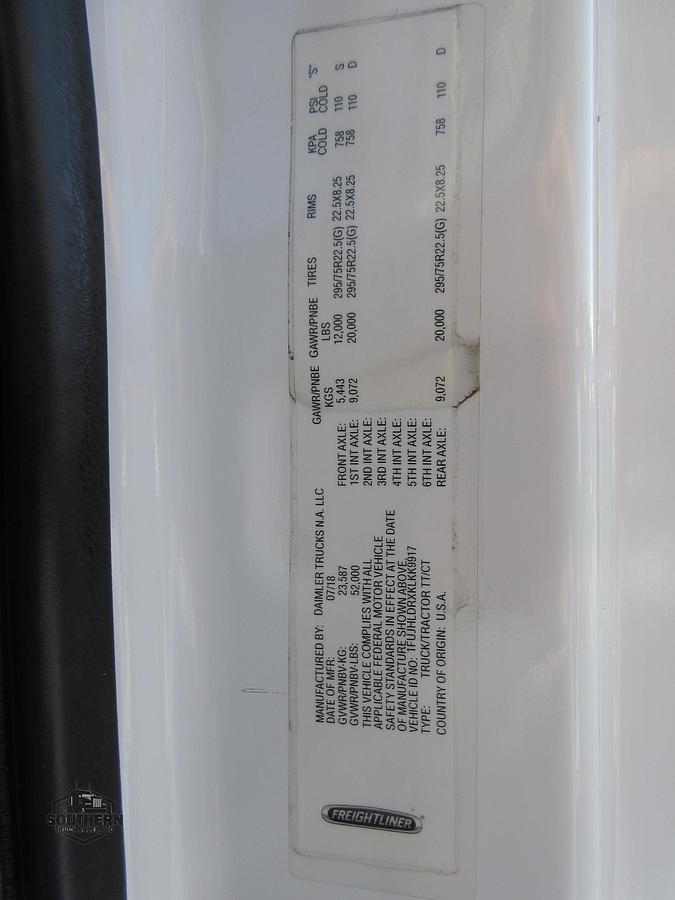 FREIGHTLINER
MANUFACTURED BY: DAIMLER TRUCKS N.A. LLC
DATE OF MFR: 07/18
GVWR/PNBV-KG: 23,587
GVWR/PNBV-LBS: 52,000
THIS VEHICLE COMPLIES WITH ALL
APPLICABLE FEDERAL MOTOR VEHICLE
SAFETY STANDARDS IN EFFECT AT THE DATE
OF MANUFACTURE SHOWN ABOVE.
VEHICLE ID NO: 1FUJHLDRXKLKK9917
TYPE: TRUCK/TRACTOR TT/CT
COUNTRY OF ORIGIN: U.S.A.
GAWR/PNBE GAWR/PNBE TIRES RIMS KPA PSI "S"
KGS LBS COLD COLD
FRONT AXLE: 5,443 12,000 295/75R22.5(G) 22.5X8.25 758 110 S
1ST INT AXLE: 9,072 20,000 295/75R22.5(G) 22.5X8.25 758 110 D
2ND INT AXLE:
3RD INT AXLE:
4TH INT AXLE:
5TH INT AXLE:
6TH INT AXLE:
REAR AXLE: 9,072 20,000 295/75R22.5(G) 22.5X8.25 758 110 D
SOUTHERN
TRUCK SALES, LLC